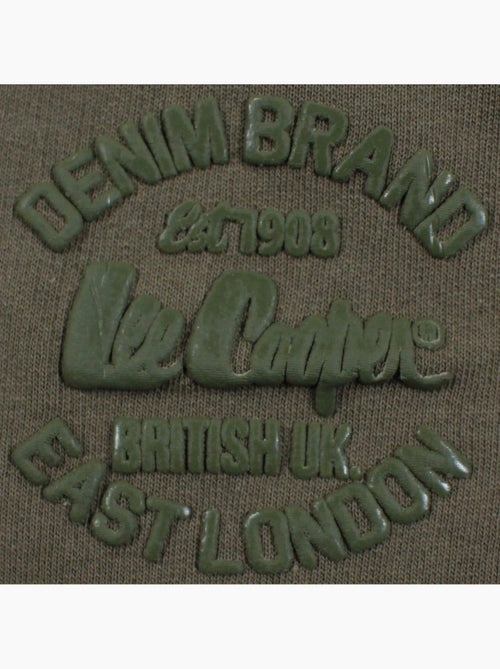 DENIM BRAND
Est 1908
Lee Cooper®
BRITISH UK.
EAST LONDON